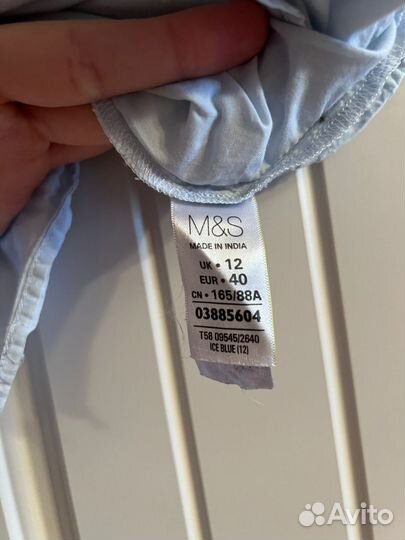 M&S
MADE IN INDIA
UK • 12
EUR • 40
CN • 165/88A
03885604
T58 09545/2640
ICE BLUE (12)
Avito